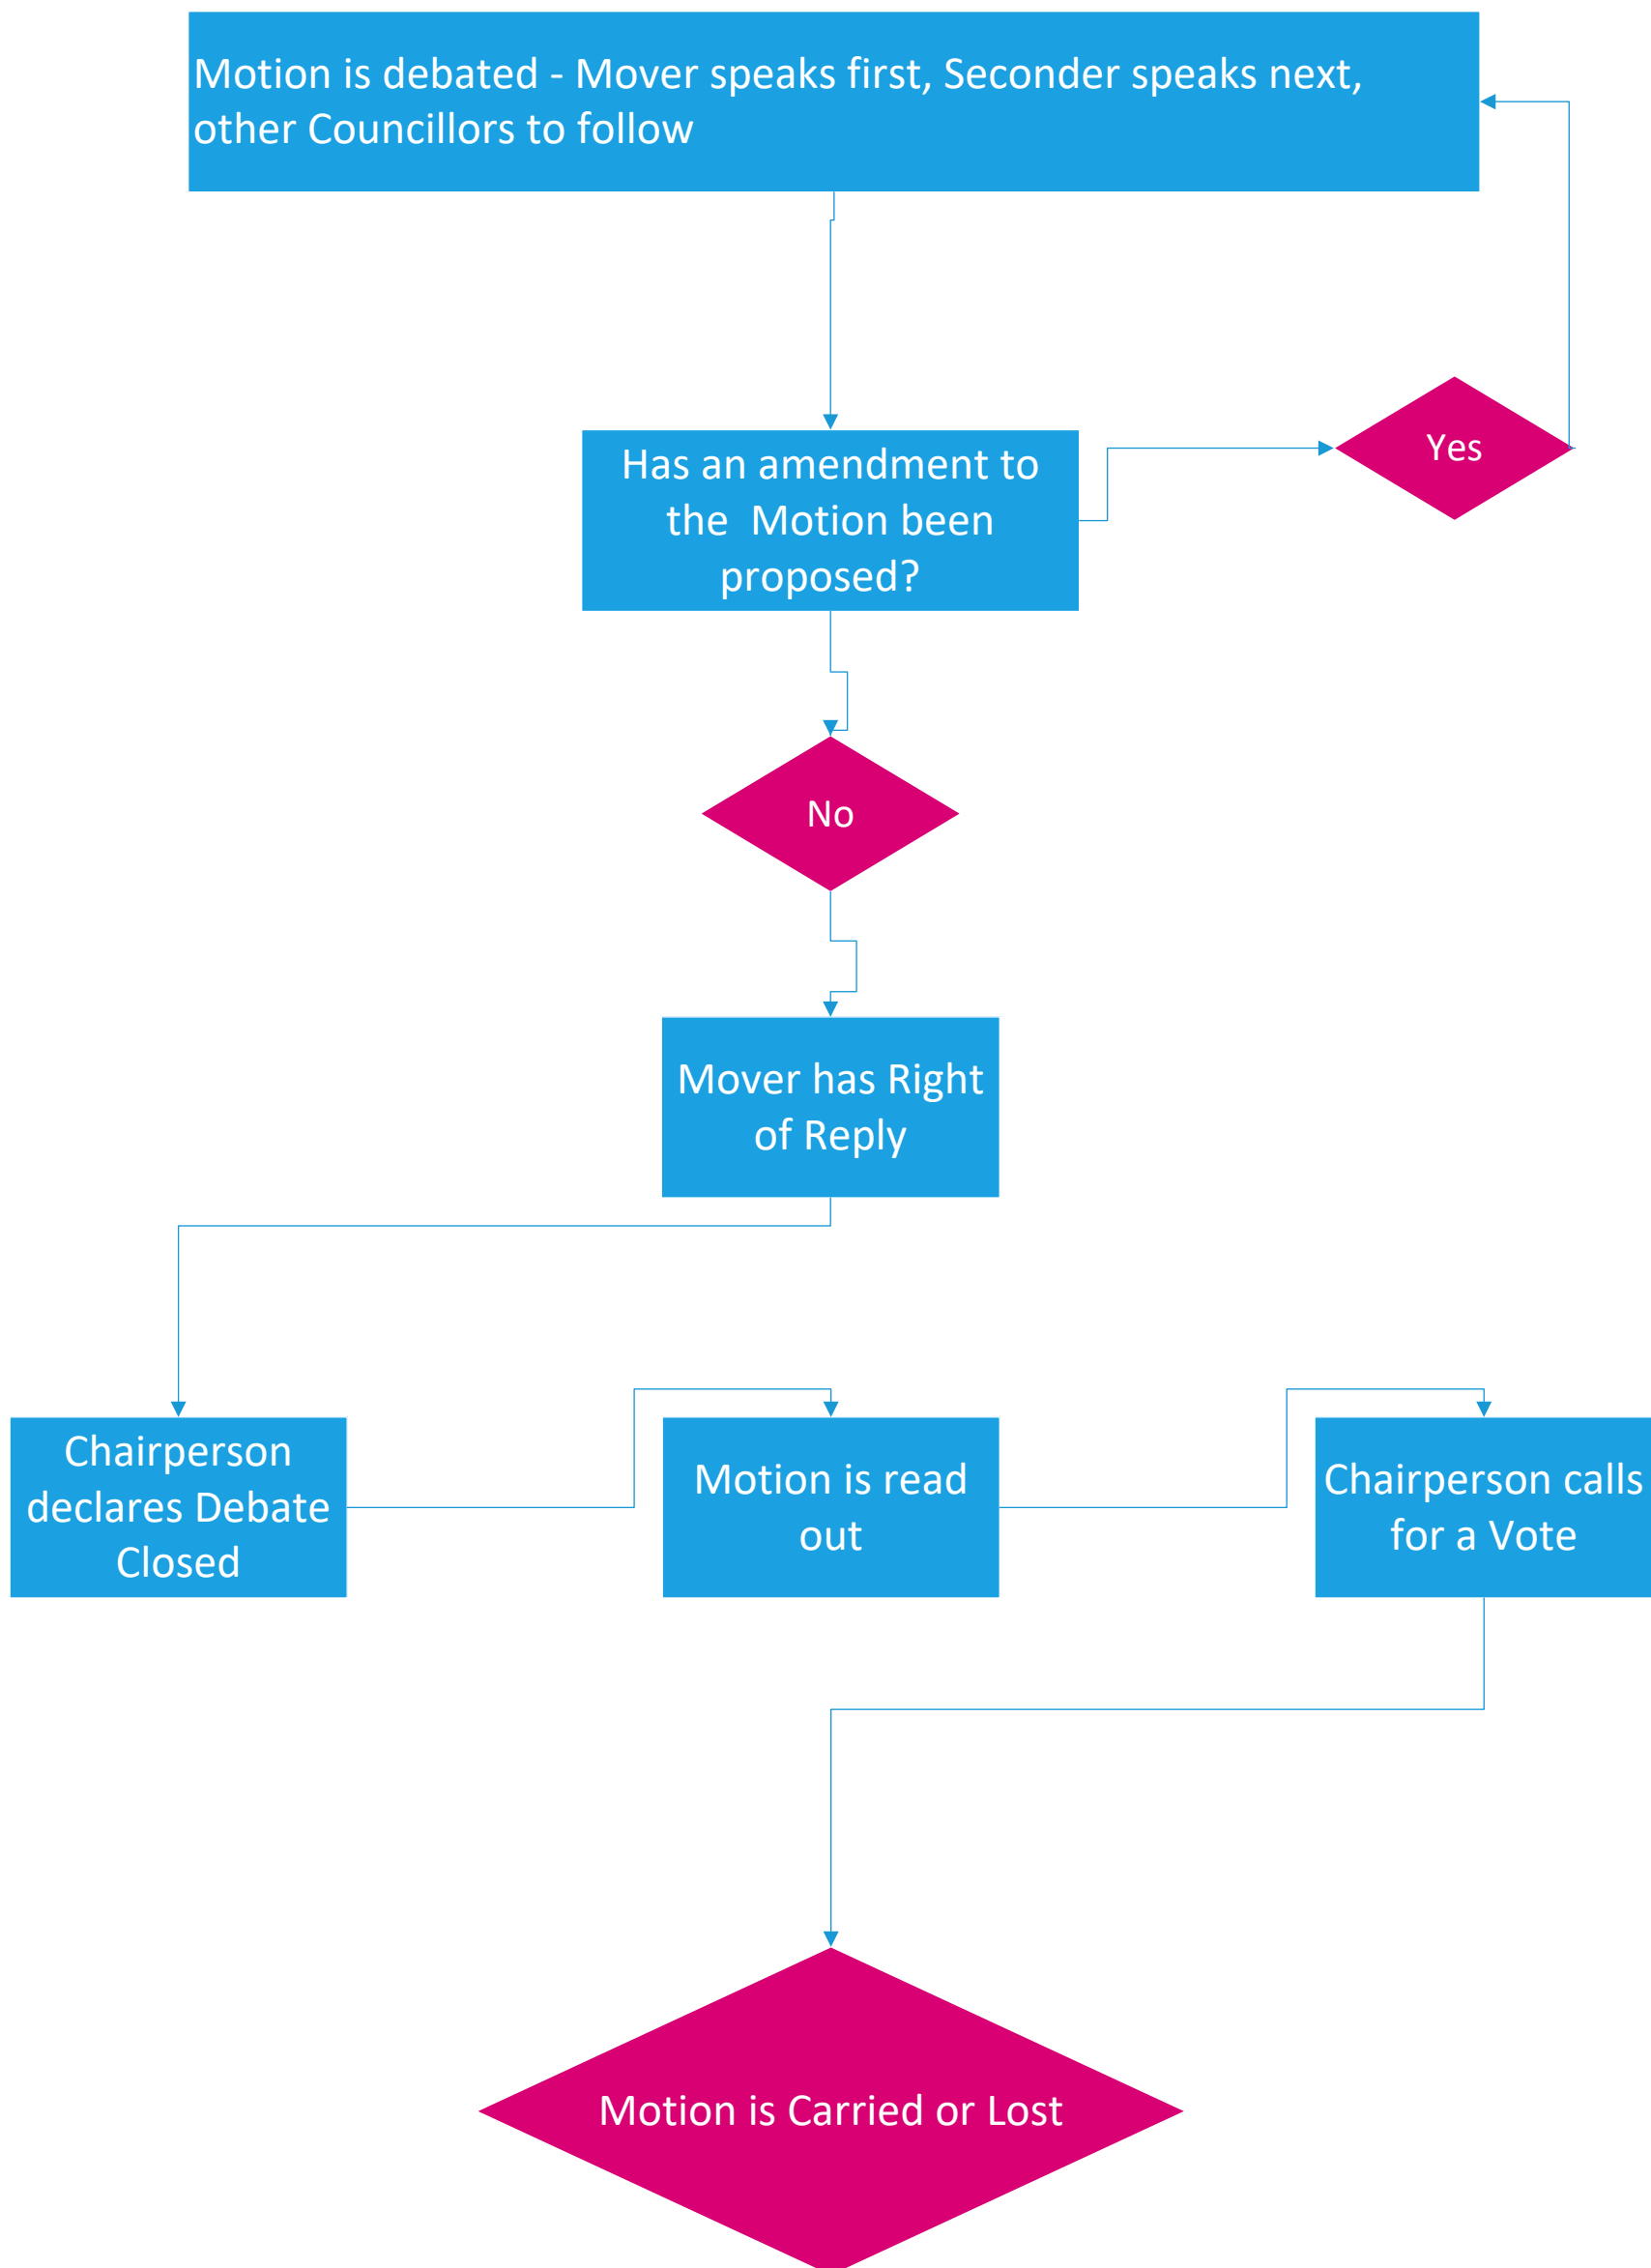 Motion is debated - Mover speaks first, Seconder speaks next,
other Councillors to follow
Has an amendment to
the  Motion been
proposed?
Yes
No
Mover has Right
of Reply
Chairperson
declares Debate
Closed
Motion is read
out
Chairperson calls
for a Vote
Motion is Carried or Lost